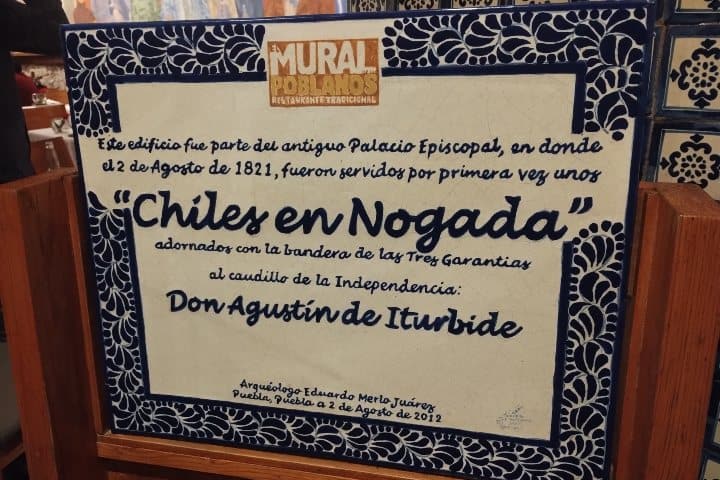 el
MURAL
de los
POBLANOS
RESTAURANTE TRADICIONAL
Este edificio fue parte del antiguo Palacio Episcopal, en donde
el 2 de Agosto de 1821, fueron servidos por primera vez unos
"Chiles en Nogada"
adornados con la bandera de las Tres Garantías
al caudillo de la Independencia:
Don Agustín de Iturbide
Arqueólogo Eduardo Merlo Juárez
Puebla, Puebla a 2 de Agosto de 2012